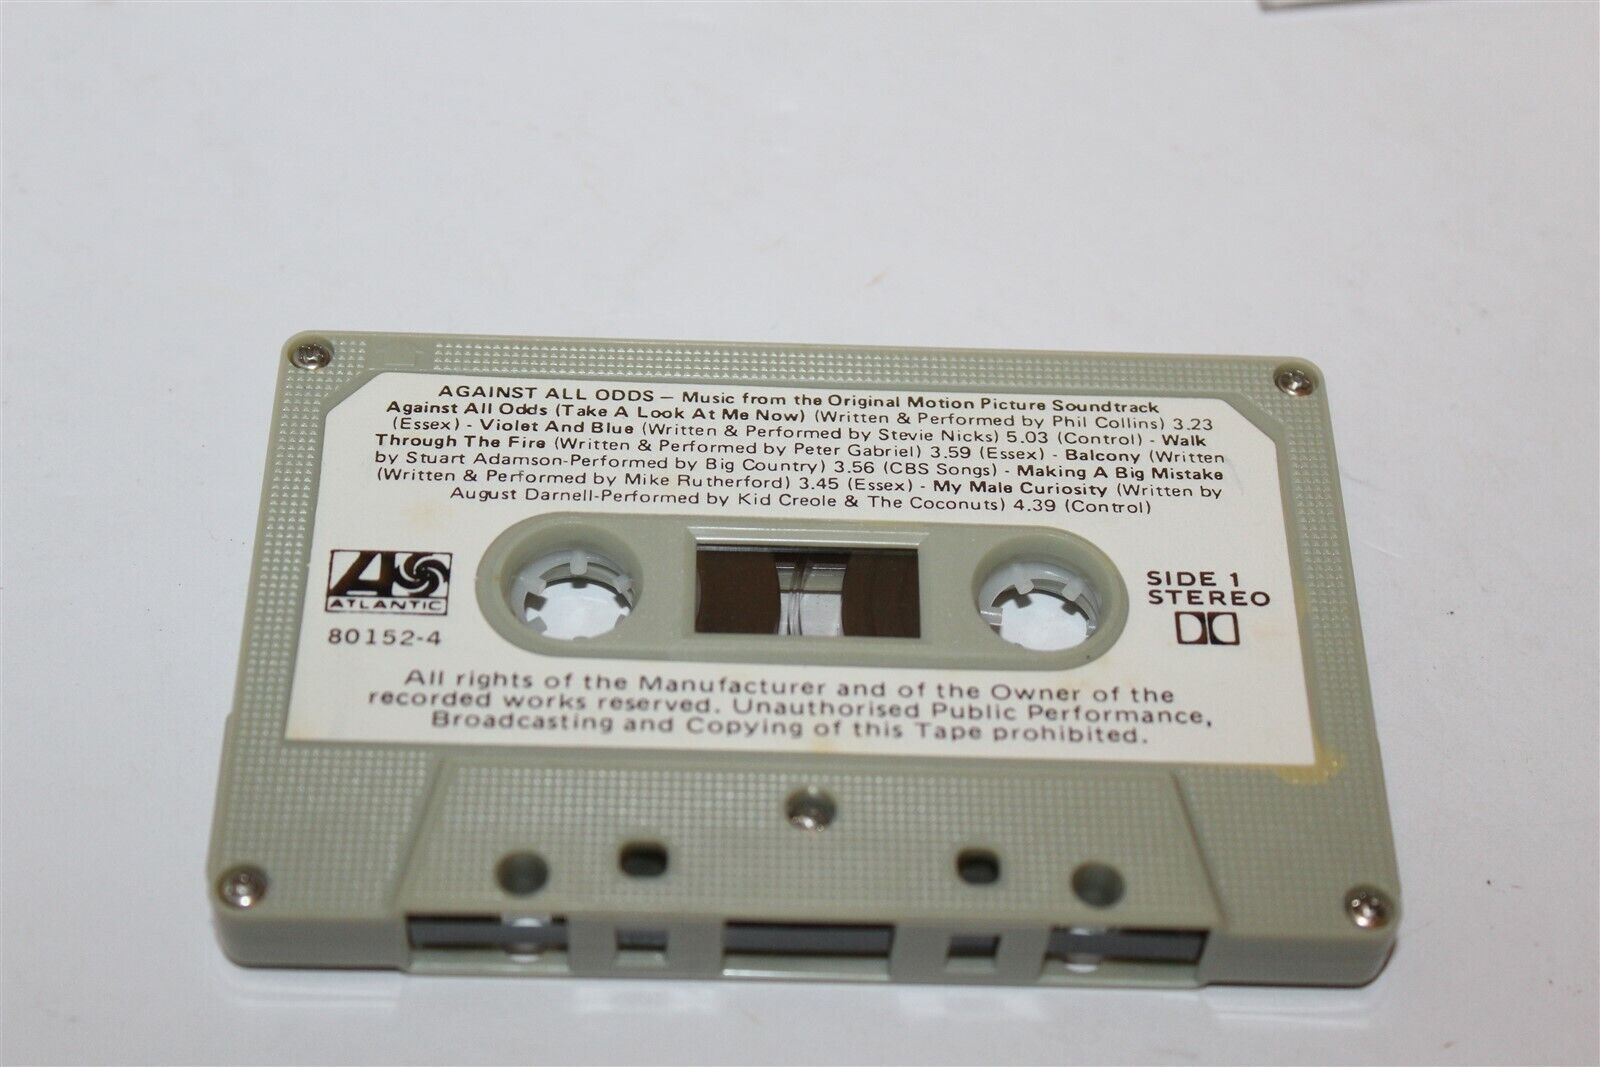 AGAINST ALL ODDS — Music from the Original Motion Picture Soundtrack
Against All Odds (Take A Look At Me Now) (Written & Performed by Phil Collins) 3.23
(Essex) - Violet And Blue (Written & Performed by Stevie Nicks) 5.03 (Control) - Walk
Through The Fire (Written & Performed by Peter Gabriel) 3.59 (Essex) - Balcony (Written
by Stuart Adamson-Performed by Big Country) 3.56 (CBS Songs) - Making A Big Mistake
(Written & Performed by Mike Rutherford) 3.45 (Essex) - My Male Curiosity (Written by
August Darnell-Performed by Kid Creole & The Coconuts) 4.39 (Control)
ATLANTIC
80152-4
SIDE 1
STEREO
All rights of the Manufacturer and of the Owner of the
recorded works reserved. Unauthorised Public Performance,
Broadcasting and Copying of this Tape prohibited.